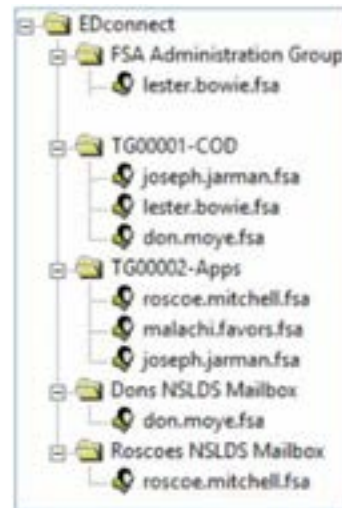 EDconnect
FSA Administration Group
lester.bowie.fsa
TG00001-COD
joseph.jarman.fsa
lester.bowie.fsa
don.moye.fsa
TG00002-Apps
roscoe.mitchell.fsa
malachi.favors.fsa
joseph.jarman.fsa
Dons NSLDS Mailbox
don.moye.fsa
Roscoes NSLDS Mailbox
roscoe.mitchell.fsa